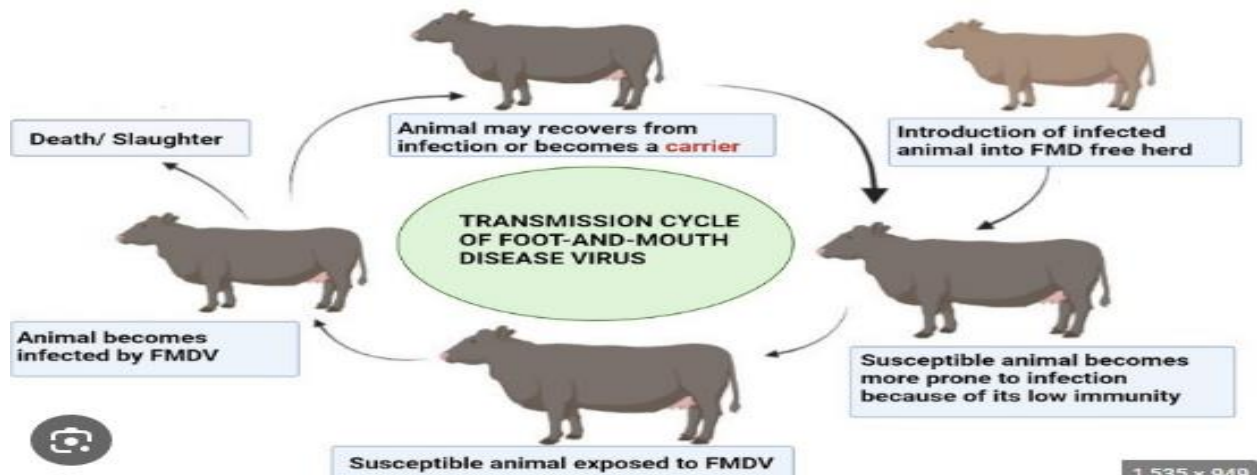 Death/ Slaughter
Animal may recovers from
infection or becomes a carrier
Introduction of infected
animal into FMD free herd
TRANSMISSION CYCLE
OF FOOT-AND-MOUTH
DISEASE VIRUS
Animal becomes
infected by FMDV
Susceptible animal becomes
more prone to infection
because of its low immunity
Susceptible animal exposed to FMDV
1,535 × 949